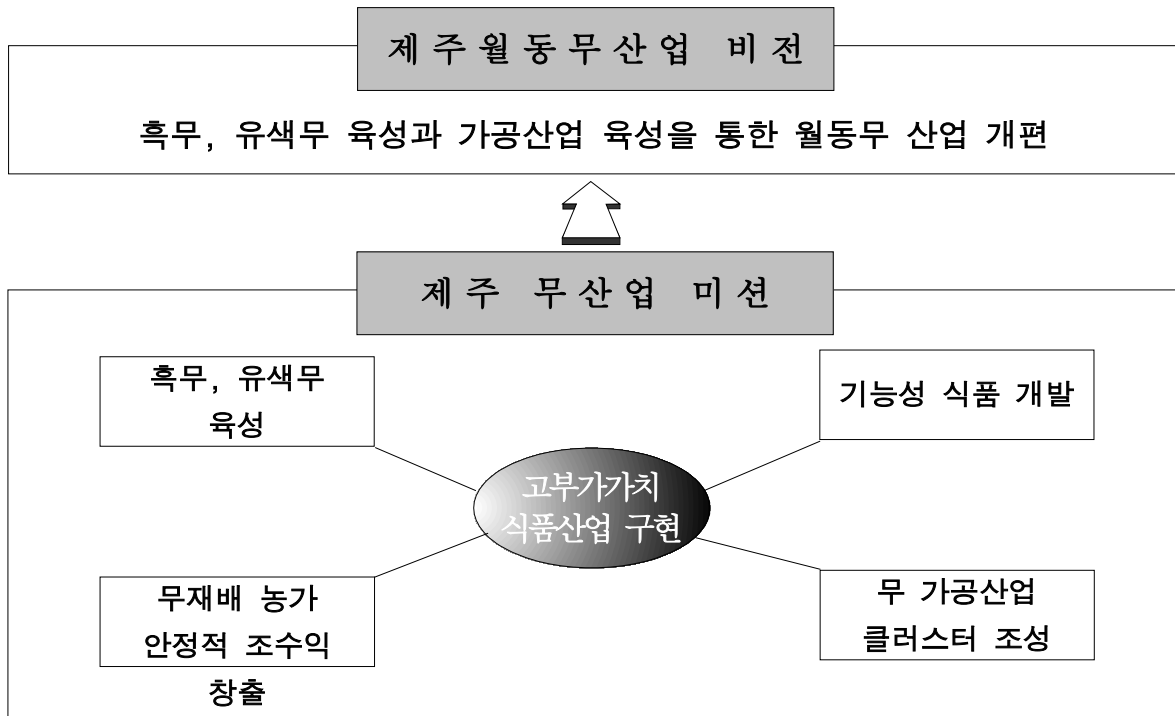 제주월동무산업 비전
흑무, 유색무 육성과 가공산업 육성을 통한 월동무 산업 개편
제주 무산업 미션
흑무, 유색무
육성
기능성 식품 개발
고부가가치
식품산업 구현
무재배 농가
안정적 조수익
창출
무 가공산업
클러스터 조성